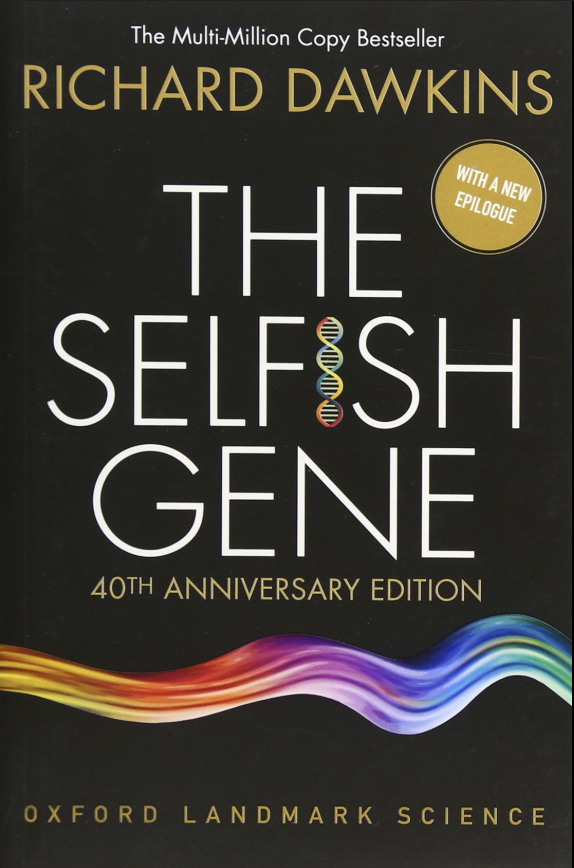 The Multi-Million Copy Bestseller
RICHARD DAWKINS
WITH A NEW
EPILOGUE
THE
SELFISH
GENE
40TH ANNIVERSARY EDITION
OXFORD LANDMARK SCIENCE